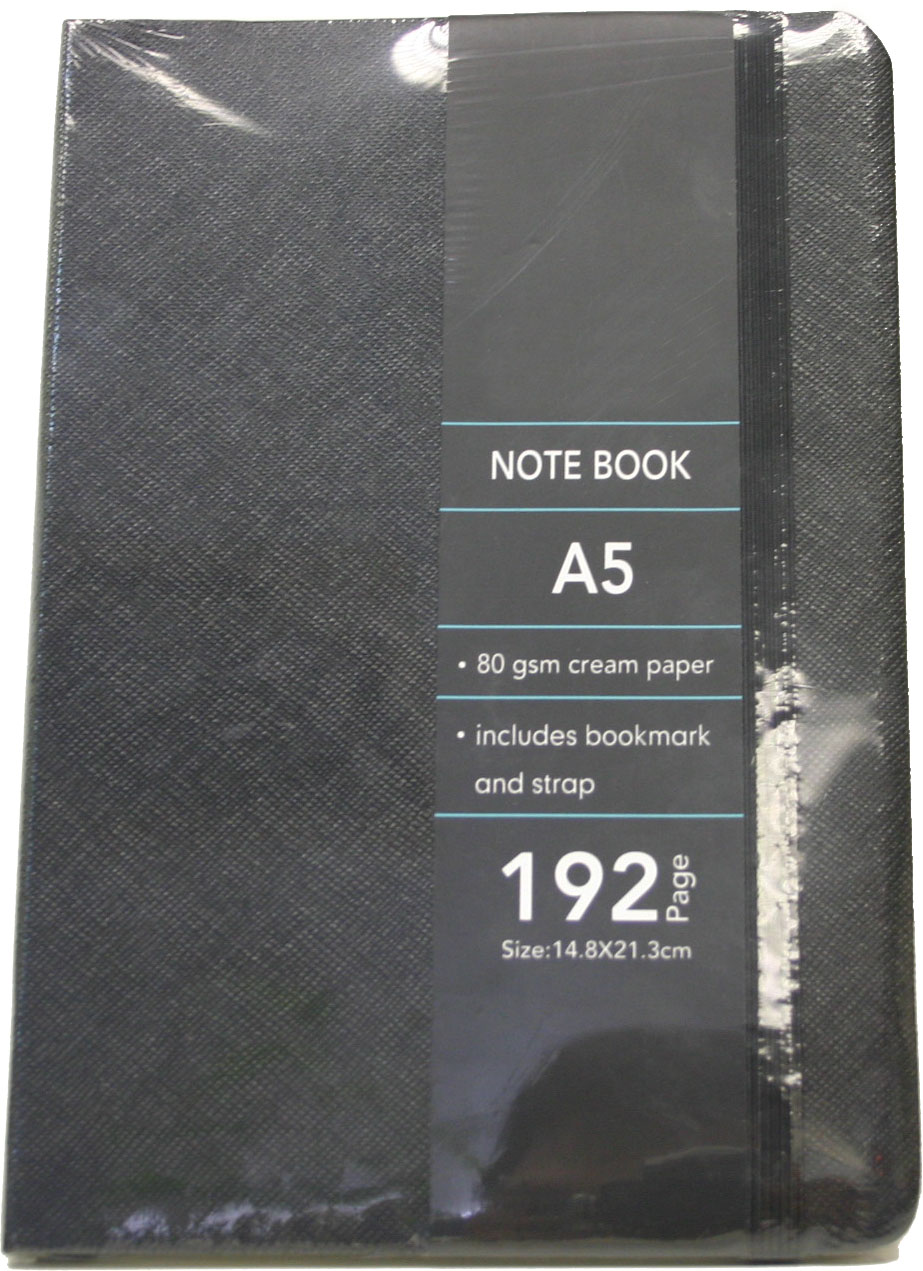 NOTE BOOK
A5
• 80 gsm cream paper
• includes bookmark
and strap
192 Page
Size:14.8X21.3cm